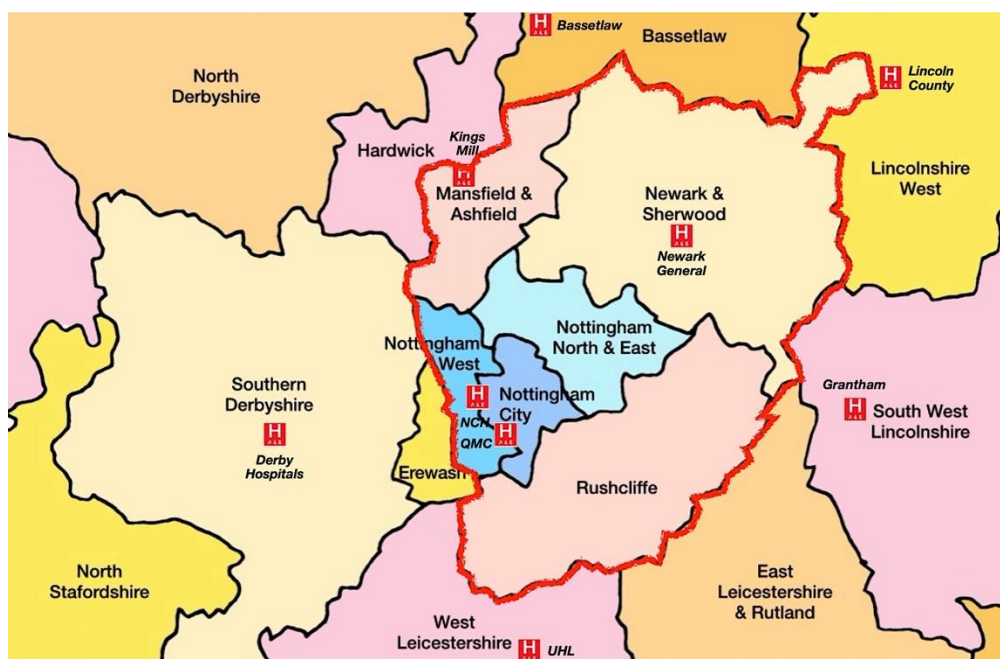 H
A&E
Bassetlaw
Bassetlaw
North
Derbyshire
H
A&E
Lincoln
County
Kings
Mill
Hardwick
H
A&E
Mansfield &
Ashfield
Lincolnshire
West
Newark &
Sherwood
H
A&E
Newark
General
Nottingham
West
Nottingham
North & East
Southern
Derbyshire
H
A&E
Derby
Hospitals
H
A&E
NCH
Nottingham
City
QMC
H
A&E
Grantham
H
A&E
South West
Lincolnshire
Erewash
Rushcliffe
North
Stafordshire
East
Leicestershire
& Rutland
West
Leicestershire
H
A&E
UHL